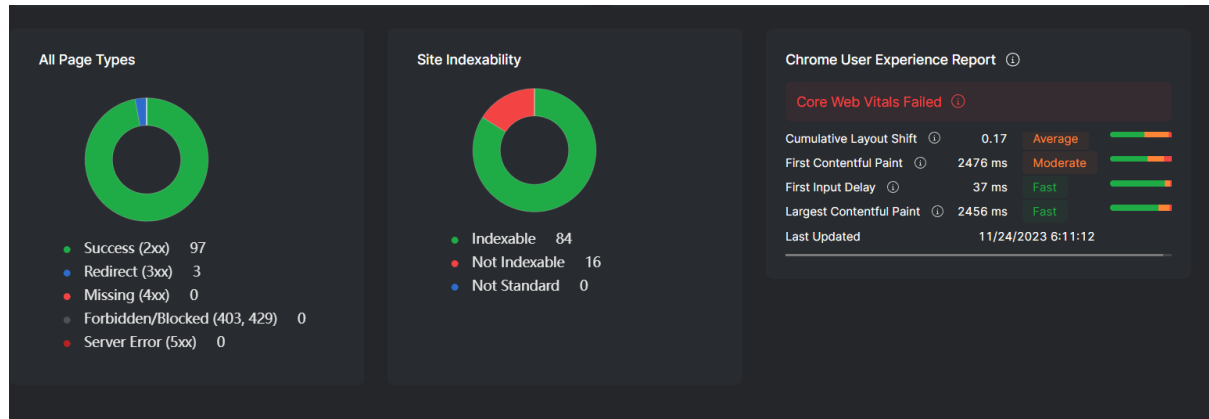 All Page Types
Success (2xx) 97
Redirect (3xx) 3
Missing (4xx) 0
Forbidden/Blocked (403, 429) 0
Server Error (5xx) 0
Site Indexability
Indexable 84
Not Indexable 16
Not Standard 0
Chrome User Experience Report
Core Web Vitals Failed
Cumulative Layout Shift 0.17 Average
First Contentful Paint 2476 ms Moderate
First Input Delay 37 ms Fast
Largest Contentful Paint 2456 ms Fast
Last Updated 11/24/2023 6:11:12